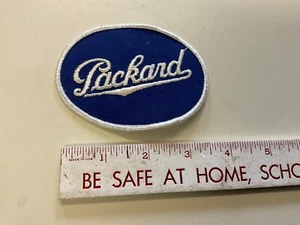 Packard
1 2 3 4 5
BE SAFE AT HOME, SCHO